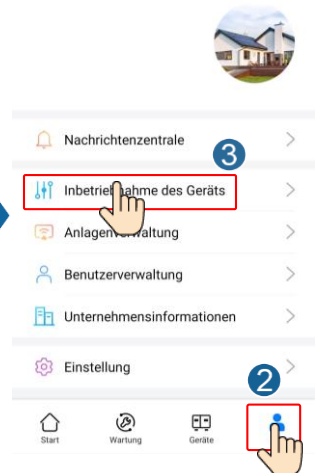 Nachrichtenzentrale
3
Inbetriebnahme des Geräts
Anlagenverwaltung
Benutzerverwaltung
Unternehmensinformationen
Einstellung
2
Start Wartung Geräte